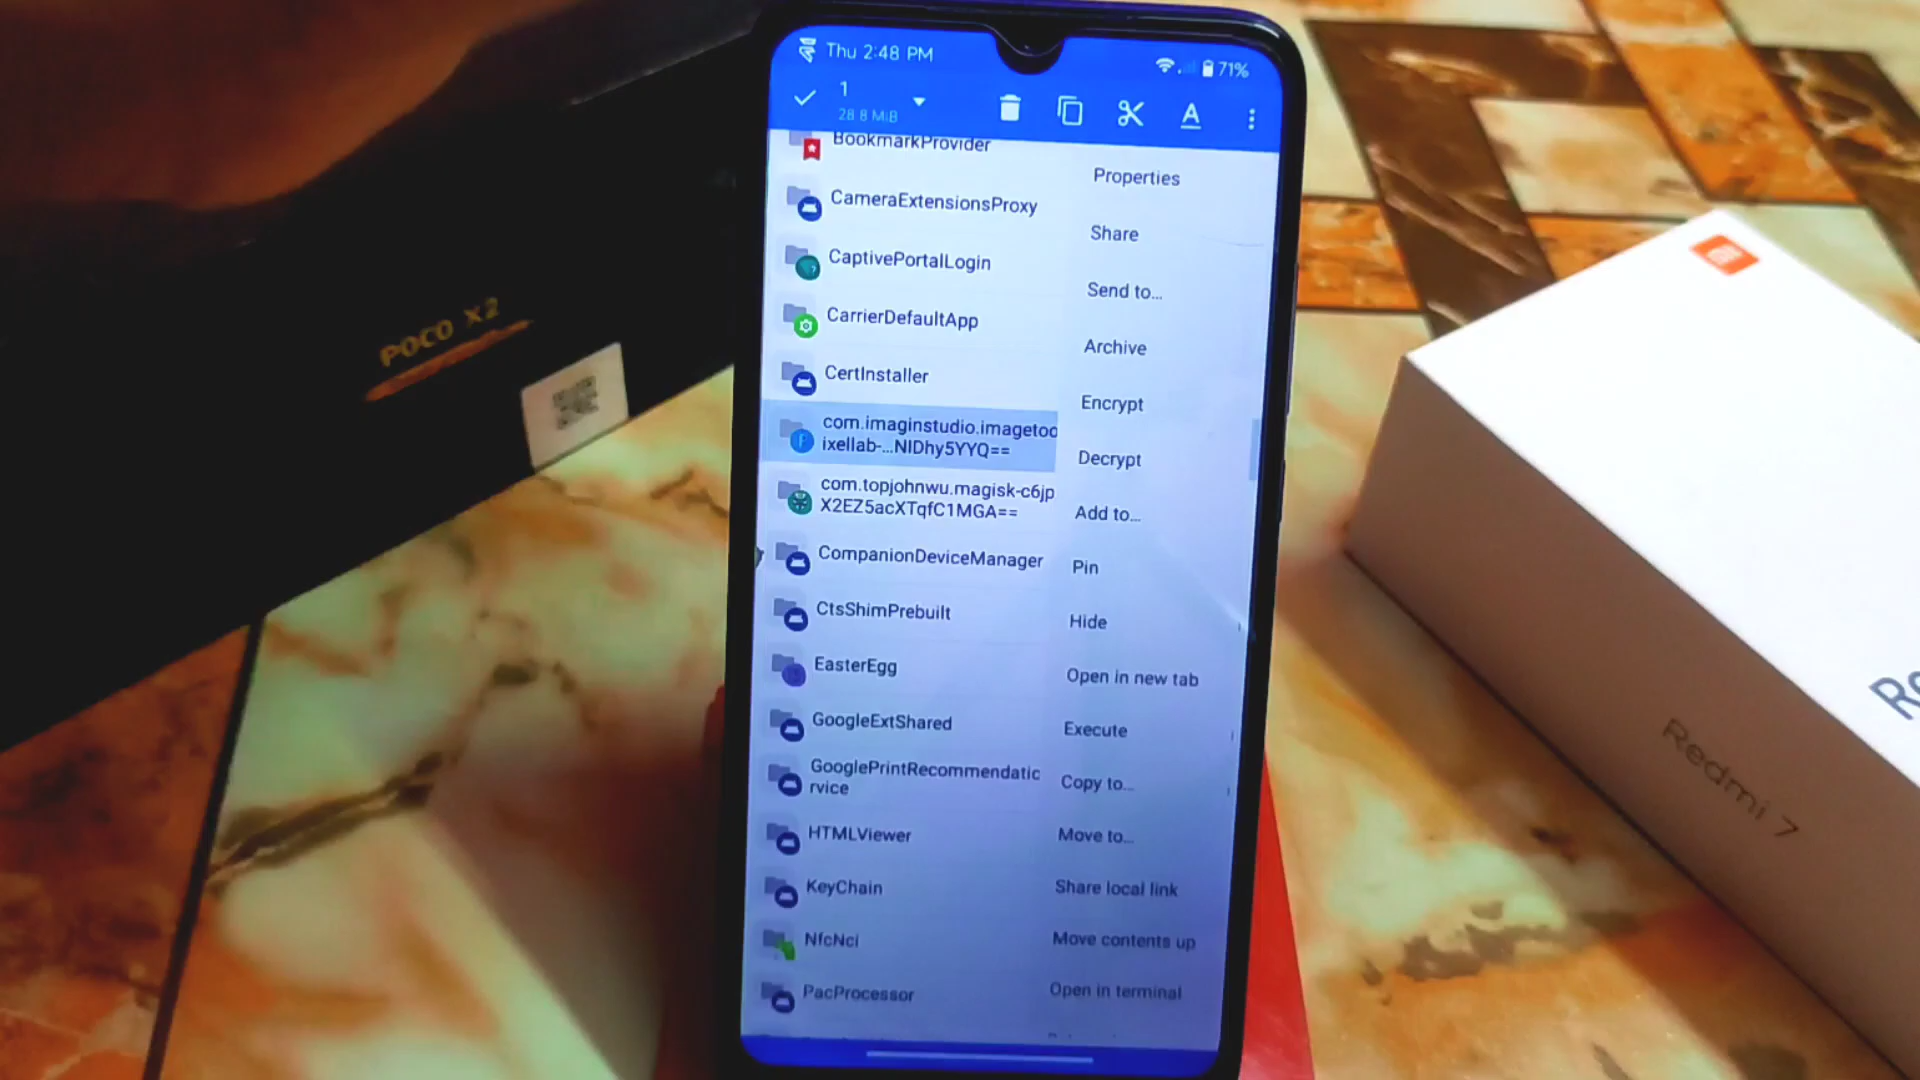 POCO X2
Thu 2:48 PM
71%
1
28.8 MiB
A
BookmarkProvider
CameraExtensionsProxy
CaptivePortalLogin
CarrierDefaultApp
CertInstaller
com.imaginstudio.imagetoo
ixellab-...NIDhy5YYQ==
com.topjohnwu.magisk-c6jp
X2EZ5acXTqfC1MGA==
CompanionDeviceManager
CtsShimPrebuilt
EasterEgg
GoogleExtShared
GooglePrintRecommendatic
rvice
HTMLViewer
KeyChain
NfcNci
PacProcessor
Properties
Share
Send to...
Archive
Encrypt
Decrypt
Add to...
Pin
Hide
Open in new tab
Execute
Copy to...
Move to...
Share local link
Move contents up
Open in terminal
Redmi 7